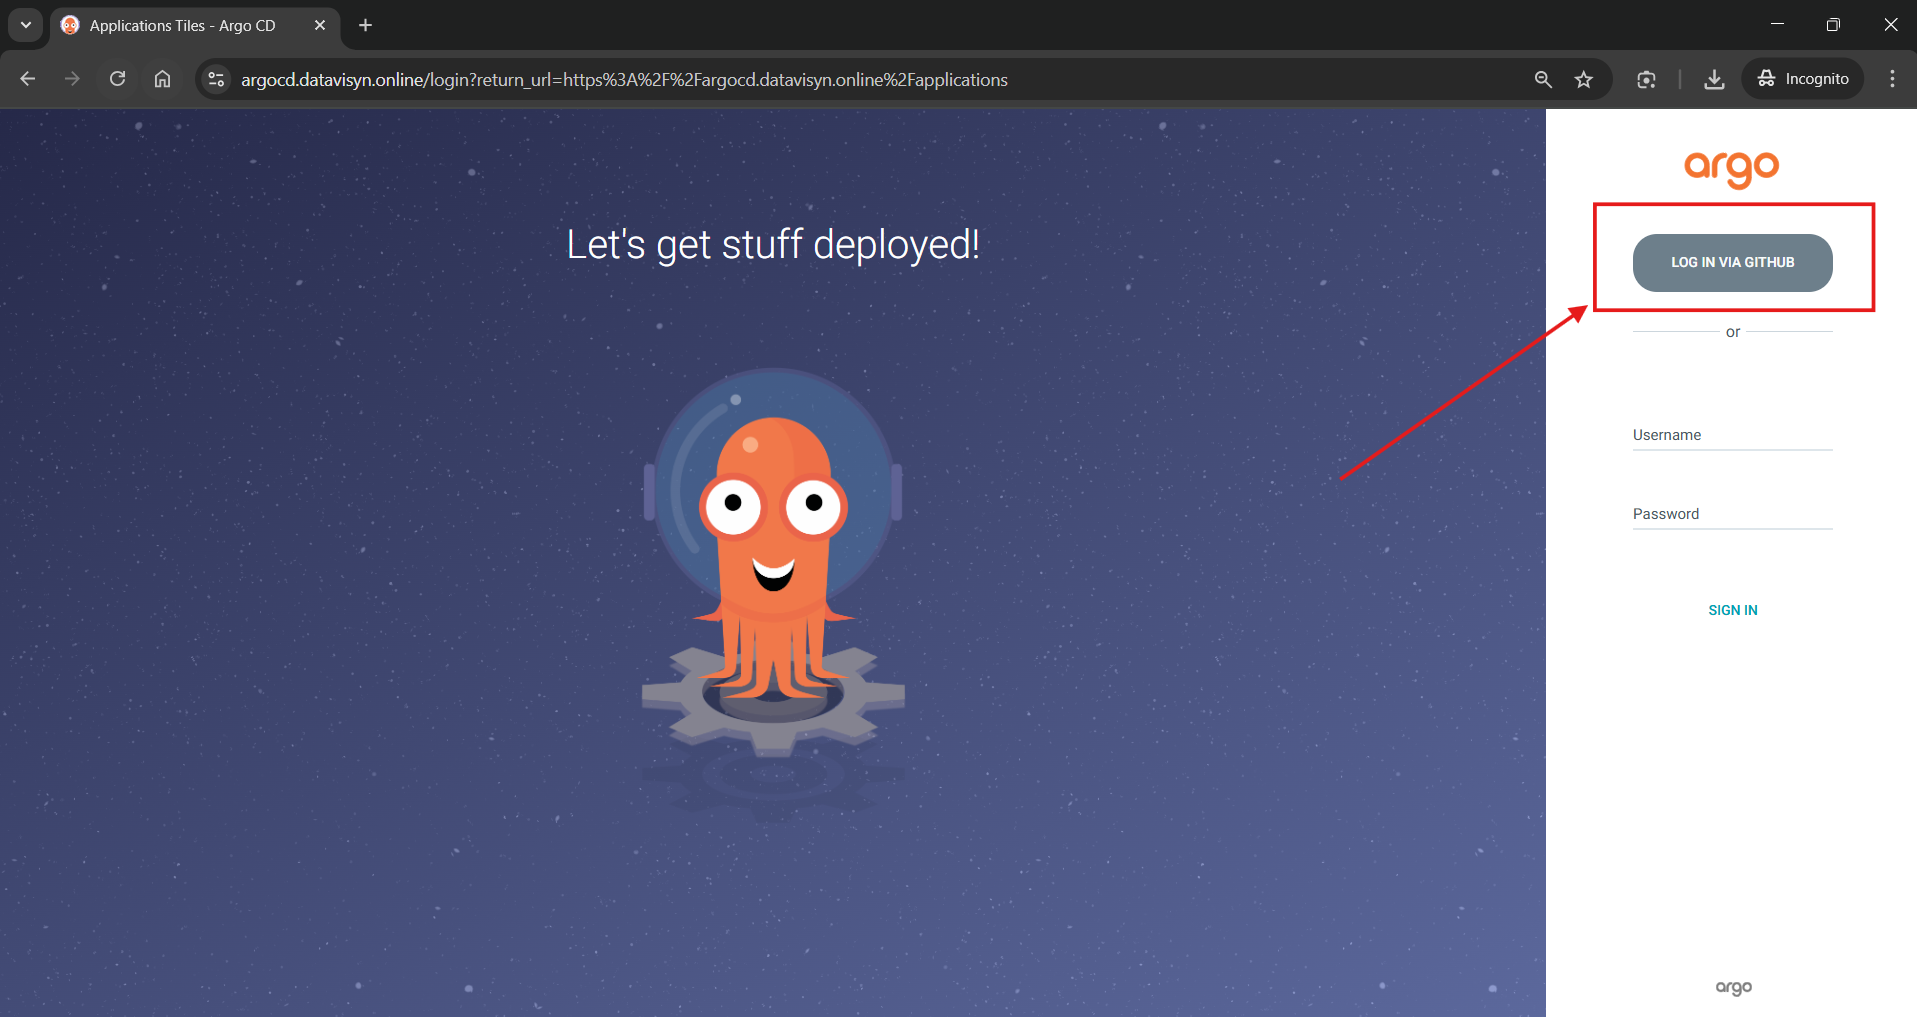 Applications Tiles - Argo CD
argocd.datavisyn.online/login?return_url=https%3A%2F%2Fargocd.datavisyn.online%2Fapplications
Incognito
Let's get stuff deployed!
argo
LOG IN VIA GITHUB
or
Username
Password
SIGN IN
argo